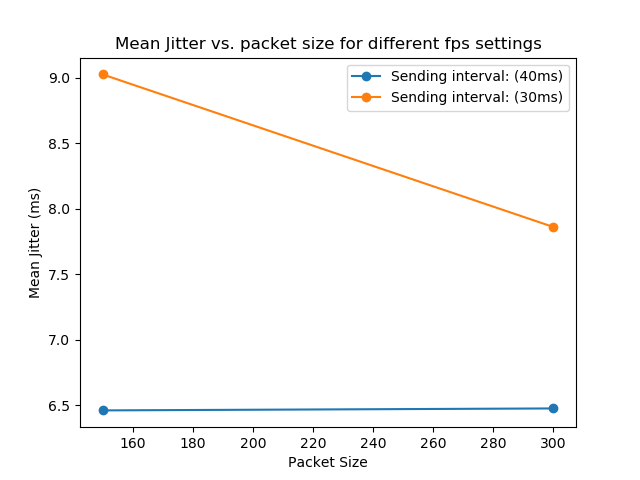 Mean Jitter vs. packet size for different fps settings
Sending interval: (40ms)
Sending interval: (30ms)
Mean Jitter (ms)
9.0
8.5
8.0
7.5
7.0
6.5
160 180 200 220 240 260 280 300
Packet Size